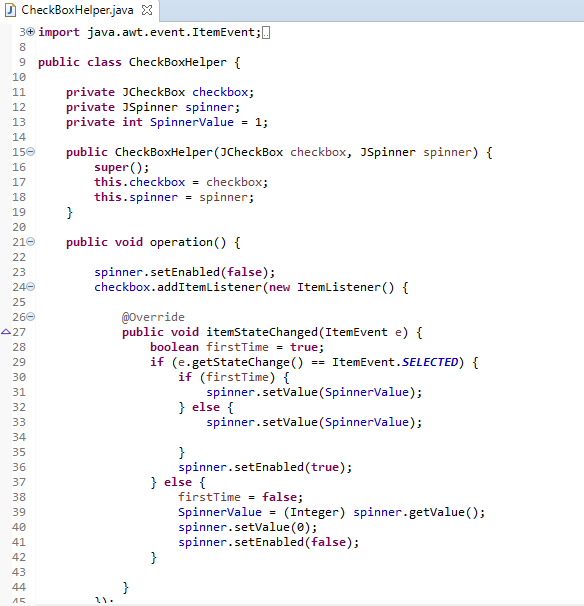 CheckBoxHelper.java
3 import java.awt.event.ItemEvent;
8
9 public class CheckBoxHelper {
10
11 private JCheckBox checkbox;
12 private JSpinner spinner;
13 private int SpinnerValue = 1;
14
15 public CheckBoxHelper(JCheckBox checkbox, JSpinner spinner) {
16 super();
17 this.checkbox = checkbox;
18 this.spinner = spinner;
19 }
20
21 public void operation() {
22
23 spinner.setEnabled(false);
24 checkbox.addItemListener(new ItemListener() {
25
26 @Override
27 public void itemStateChanged(ItemEvent e) {
28 boolean firstTime = true;
29 if (e.getStateChange() == ItemEvent.SELECTED) {
30 if (firstTime) {
31 spinner.setValue(SpinnerValue);
32 } else {
33 spinner.setValue(SpinnerValue);
34
35 }
36 spinner.setEnabled(true);
37 } else {
38 firstTime = false;
39 SpinnerValue = (Integer) spinner.getValue();
40 spinner.setValue(0);
41 spinner.setEnabled(false);
42 }
43
44 }
45 });